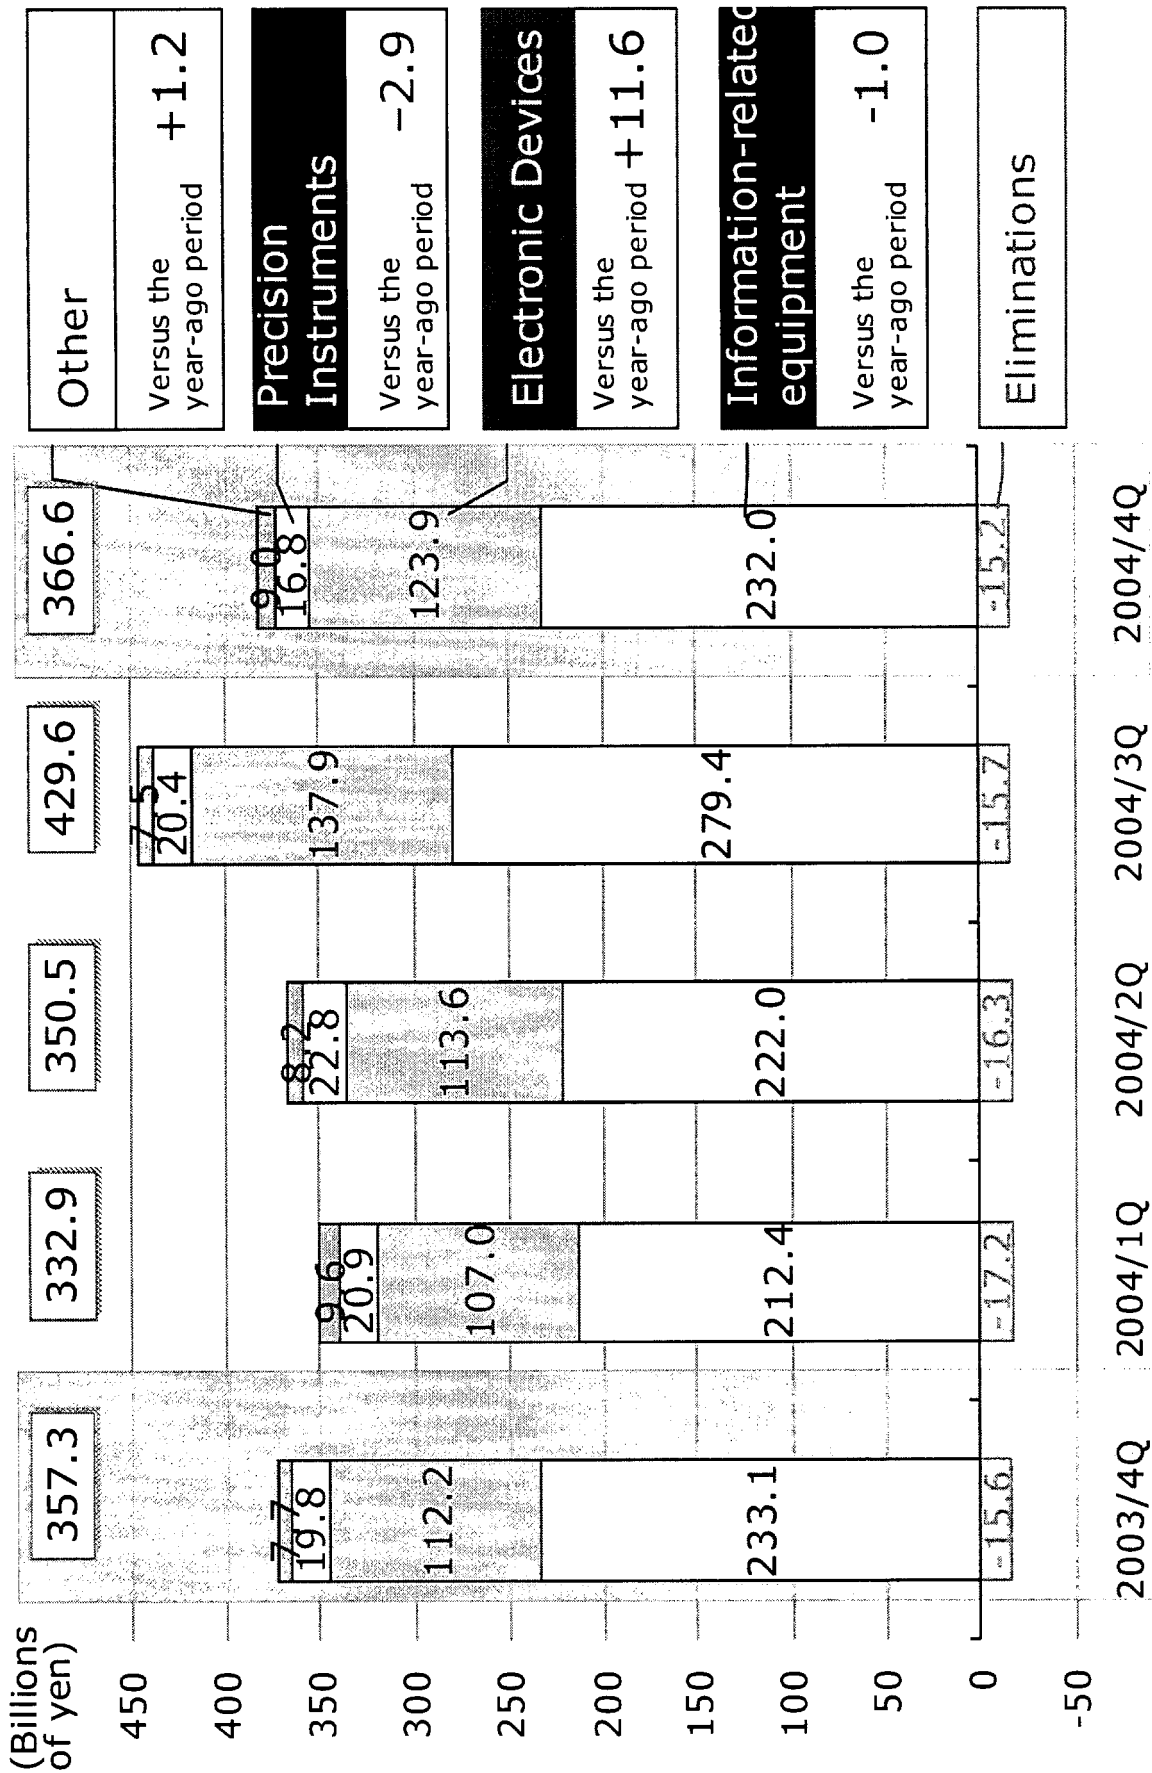 (Billions
of yen)
357.3
332.9
350.5
429.6
366.6
450
400
350
300
250
200
150
100
50
0
-50
7.7
19.8
112.2
233.1
-15.6
9.6
20.9
107.0
212.4
-17.2
8.2
22.8
113.6
222.0
-16.3
7.5
20.4
137.9
279.4
-15.7
9.0
16.8
123.9
232.0
-15.2
2003/4Q
2004/1Q
2004/2Q
2004/3Q
2004/4Q
Other
Versus the
year-ago period +1.2
Precision
Instruments
Versus the
year-ago period −2.9
Electronic Devices
Versus the
year-ago period +11.6
Information-related
equipment
Versus the
year-ago period -1.0
Eliminations